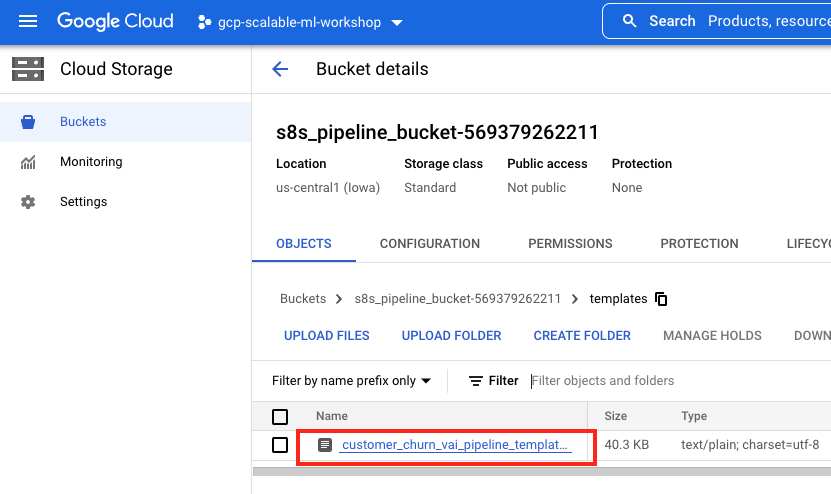 Google Cloud gcp-scalable-ml-workshop Search Products, resource
Cloud Storage
Bucket details
Buckets
Monitoring
Settings
s8s_pipeline_bucket-569379262211
Location Storage class Public access Protection
us-central1 (Iowa) Standard Not public None
OBJECTS CONFIGURATION PERMISSIONS PROTECTION LIFECY
Buckets > s8s_pipeline_bucket-569379262211 > templates
UPLOAD FILES UPLOAD FOLDER CREATE FOLDER MANAGE HOLDS DOWN
Filter by name prefix only Filter Filter objects and folders
Name Size Type
customer_churn_vai_pipeline_templat... 40.3 KB text/plain; charset=utf-8